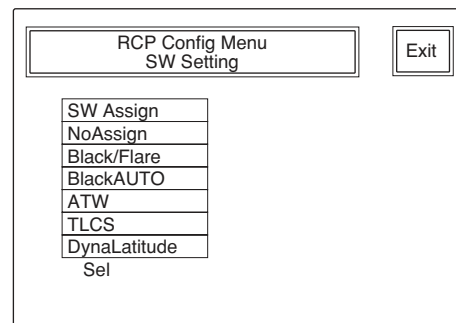 RCP Config Menu
SW Setting
Exit
SW Assign
NoAssign
Black/Flare
BlackAUTO
ATW
TLCS
DynaLatitude
Sel